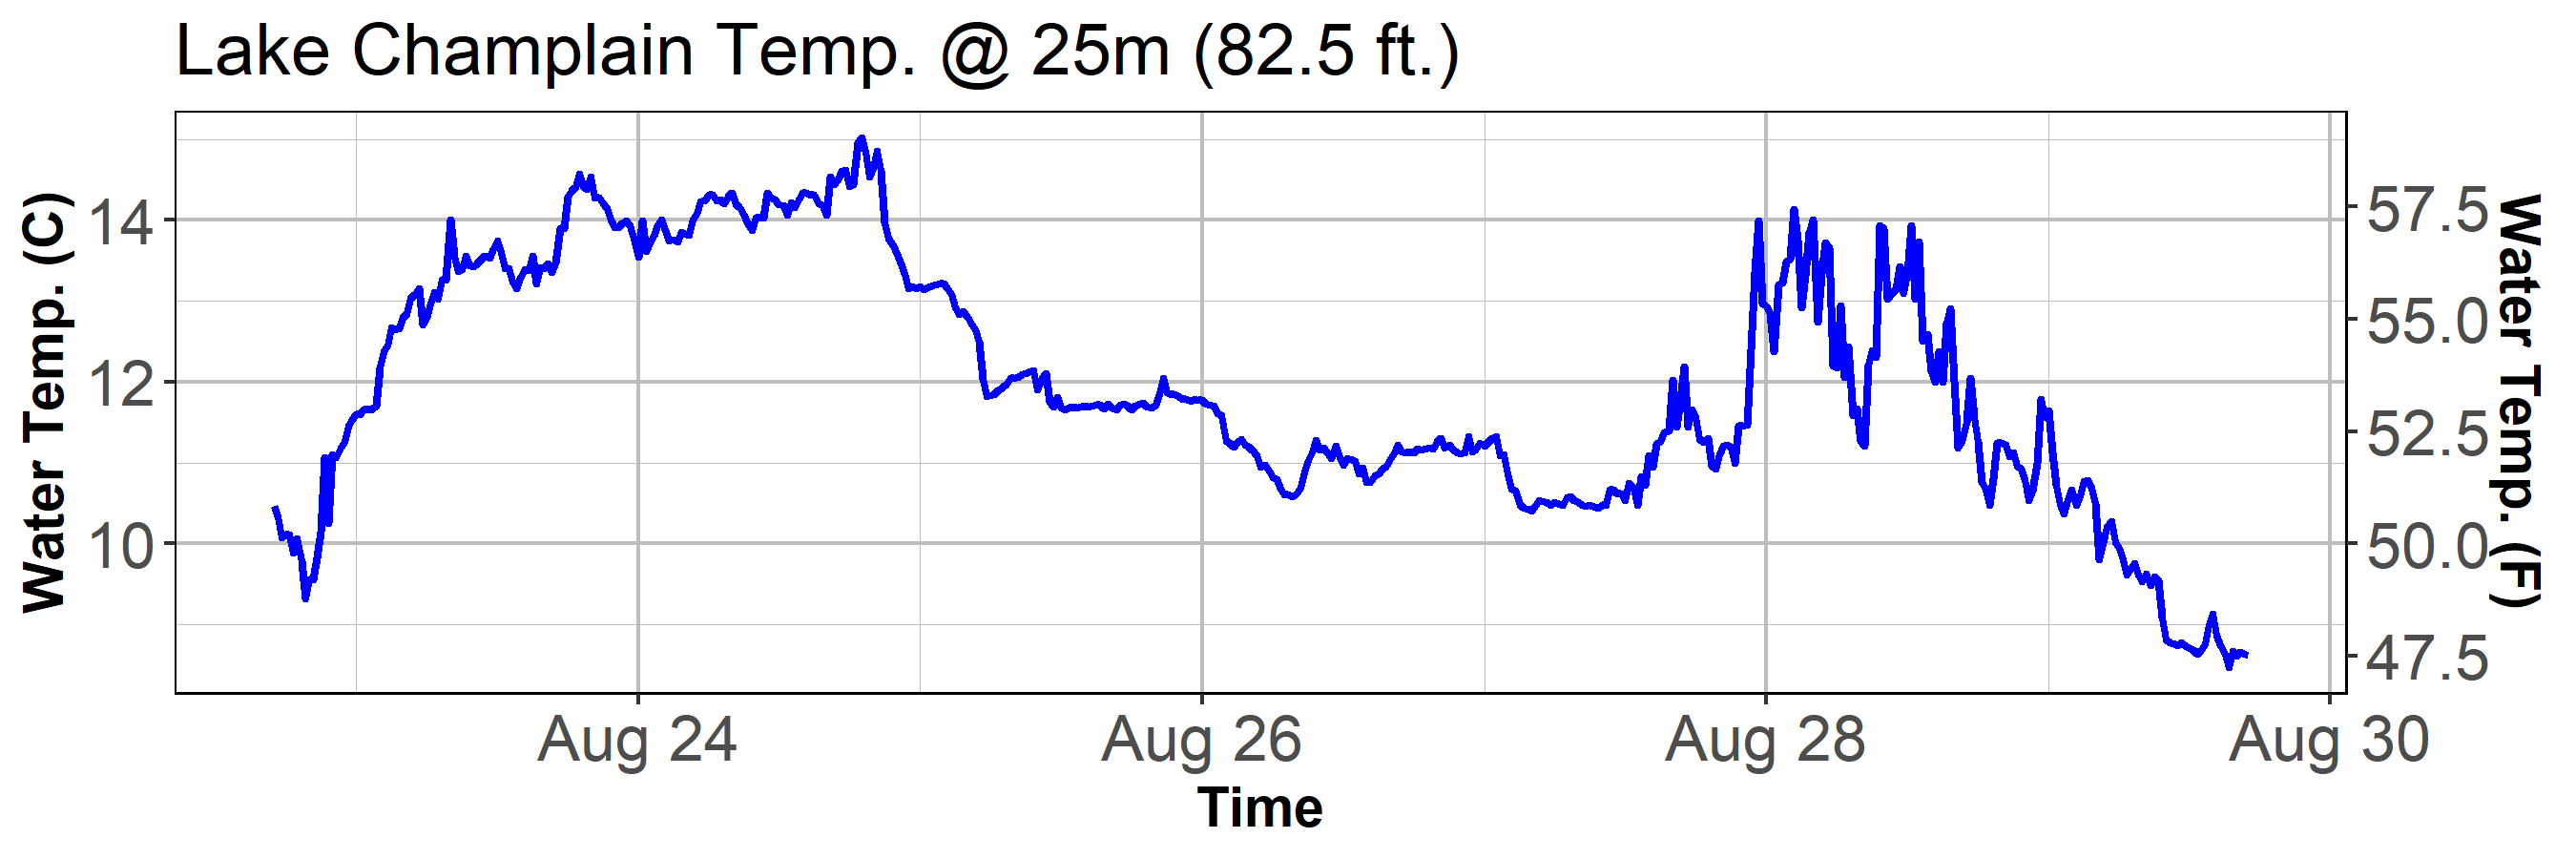 Lake Champlain Temp. @ 25m (82.5 ft.)
Water Temp. (C)
14
12
10
57.5
55.0
52.5
50.0
47.5
Water Temp. (F)
Aug 24
Aug 26
Aug 28
Aug 30
Time